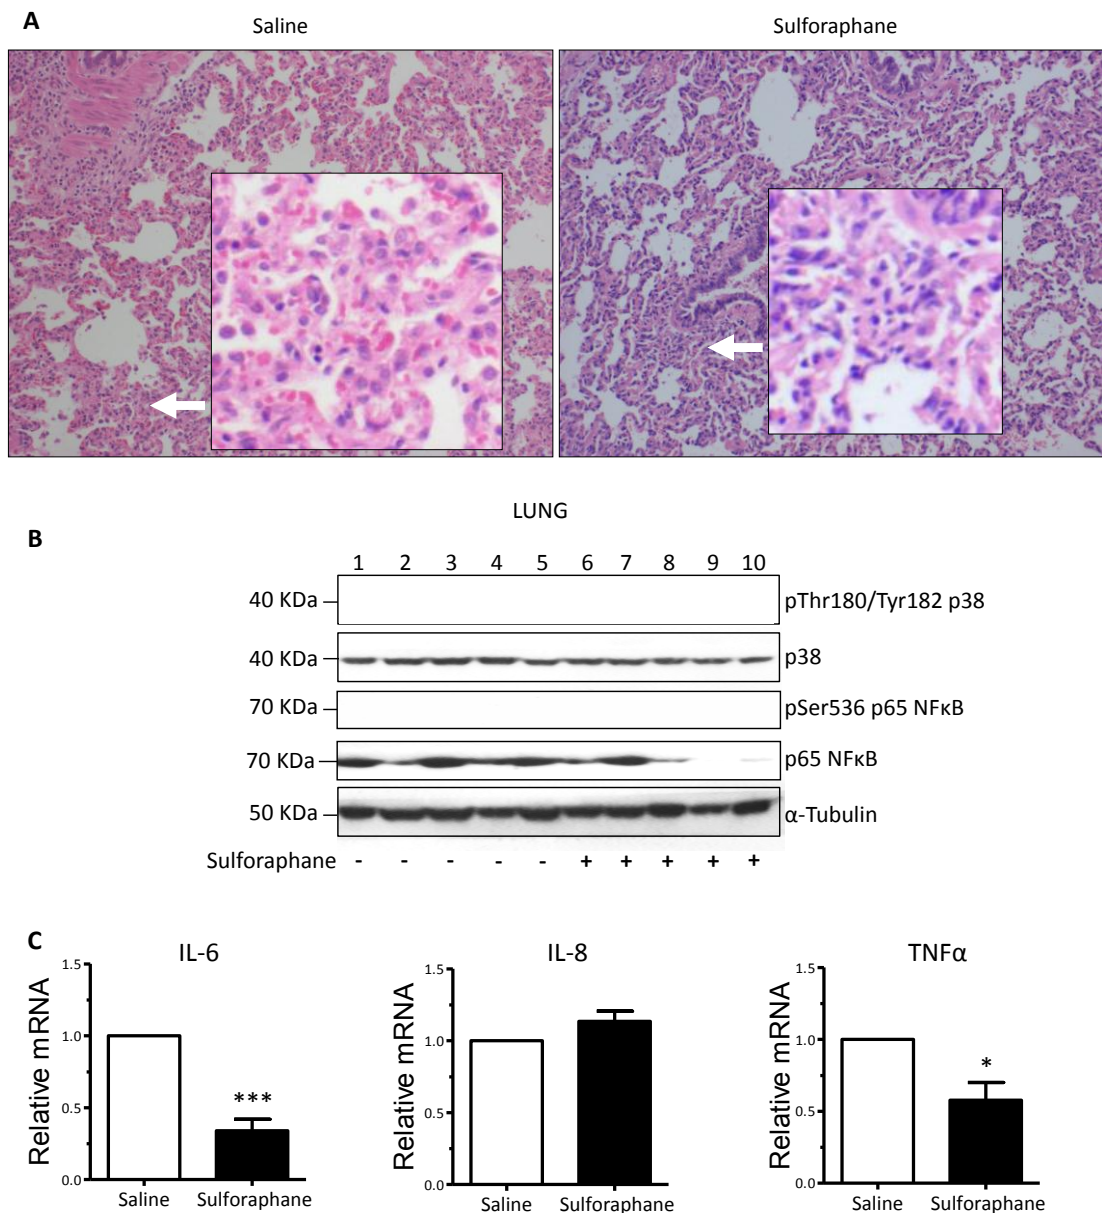 A
Saline
Sulforaphane
LUNG
B
1 2 3 4 5 6 7 8 9 10
40 KDa
pThr180/Tyr182 p38
40 KDa
p38
70 KDa
pSer536 p65 NFκB
70 KDa
p65 NFκB
50 KDa
α-Tubulin
Sulforaphane - - - - - + + + + +
C
IL-6
Relative mRNA
1.5
1.0
0.5
0.0
***
Saline
Sulforaphane
IL-8
Relative mRNA
1.5
1.0
0.5
0.0
Saline
Sulforaphane
TNFα
Relative mRNA
1.5
1.0
0.5
0.0
*
Saline
Sulforaphane